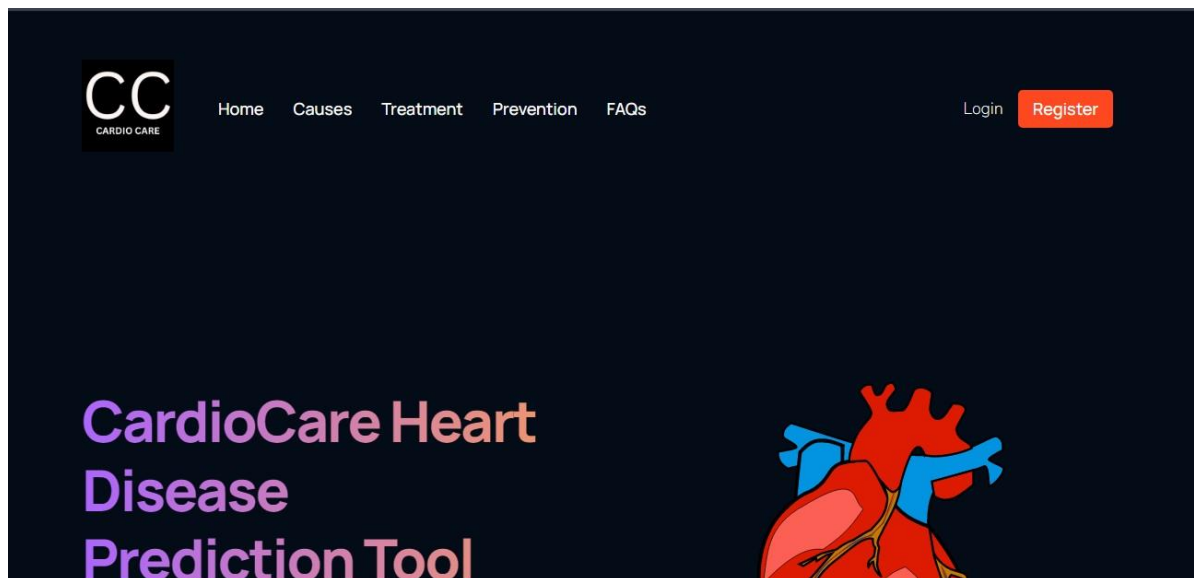 CC
CARDIO CARE
Home Causes Treatment Prevention FAQs Login Register
CardioCare Heart
Disease
Prediction Tool